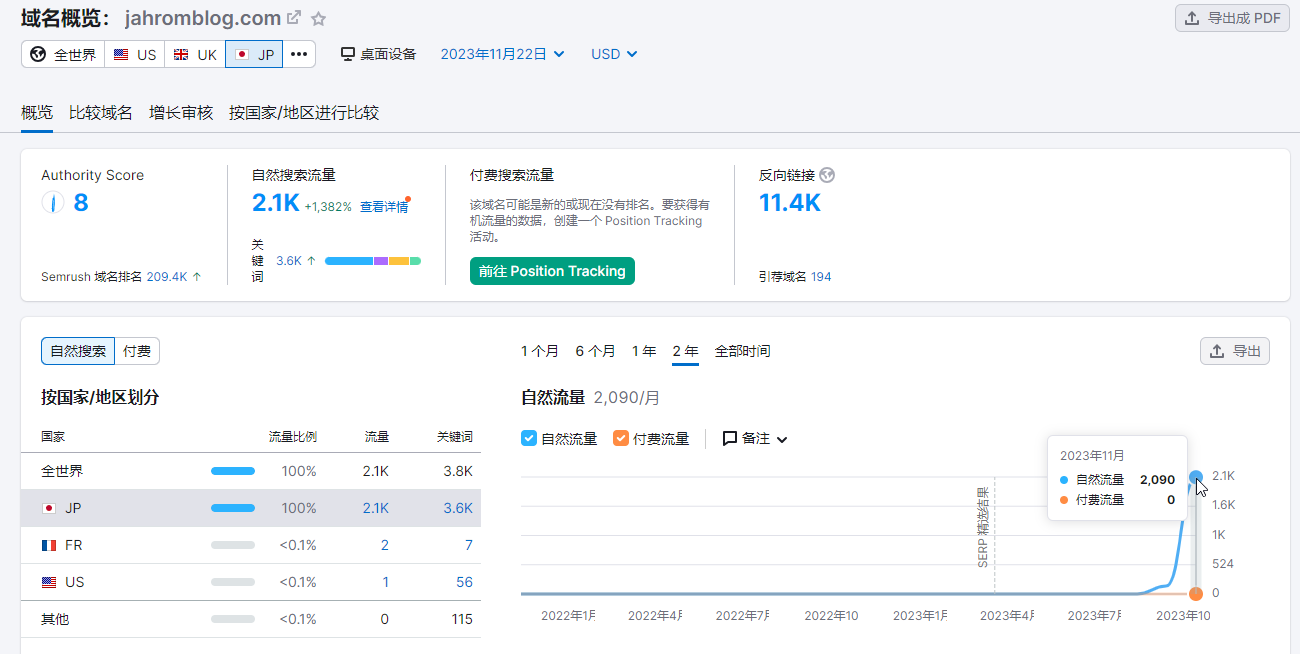 域名概览： jahromblog.com
导出成 PDF
全世界 US UK JP ••• 桌面设备 2023年11月22日 USD
概览 比较域名 增长审核 按国家/地区进行比较
Authority Score
8
Semrush 域名排名 209.4K ↑
自然搜索流量
2.1K +1,382% 查看详情
关键词 3.6K ↑
付费搜索流量
该域名可能是新的或现在没有排名。要获得有
机流量的数据，创建一个 Position Tracking
活动。
前往 Position Tracking
反向链接
11.4K
引荐域名 194
自然搜索 付费
按国家/地区划分
国家 流量比例 流量 关键词
全世界 100% 2.1K 3.8K
JP 100% 2.1K 3.6K
FR <0.1% 2 7
US <0.1% 1 56
其他 <0.1% 0 115
1 个月 6 个月 1 年 2 年 全部时间
导出
自然流量 2,090/月
自然流量 付费流量 备注
2023年11月
自然流量 2,090
付费流量 0
SERP 精选结果
2.1K
1.6K
1K
524
0
2022年1月 2022年4月 2022年7月 2022年10 2023年1月 2023年4月 2023年7月 2023年10